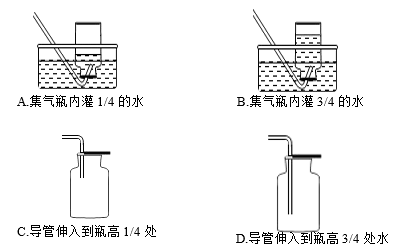 A.集气瓶内灌 1/4 的水
B.集气瓶内灌 3/4 的水
C.导管伸入到瓶高 1/4 处
D.导管伸入到瓶高 3/4 处水